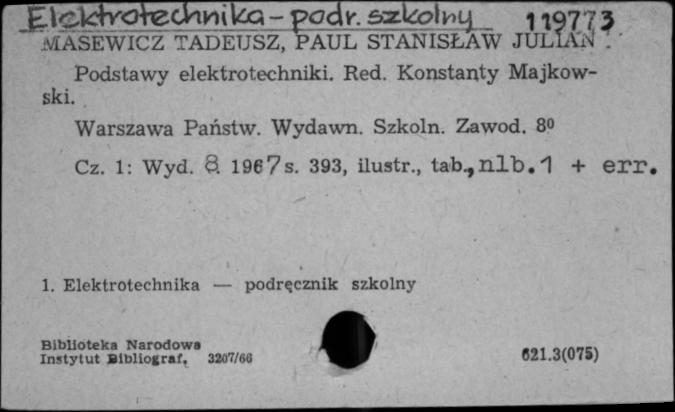 Elektrotechnika - podr. szkolny 119773
MASEWICZ TADEUSZ, PAUL STANISŁAW JULIAN.
Podstawy elektrotechniki. Red. Konstanty Majkow-
ski.
Warszawa Państw. Wydawn. Szkoln. Zawod. 8⁰
Cz. 1: Wyd. 8. 1967 s. 393, ilustr., tab., nlb. 1 + err.
1. Elektrotechnika — podręcznik szkolny
Biblioteka Narodowa
Instytut Bibliograf. 3207/66 621.3(075)